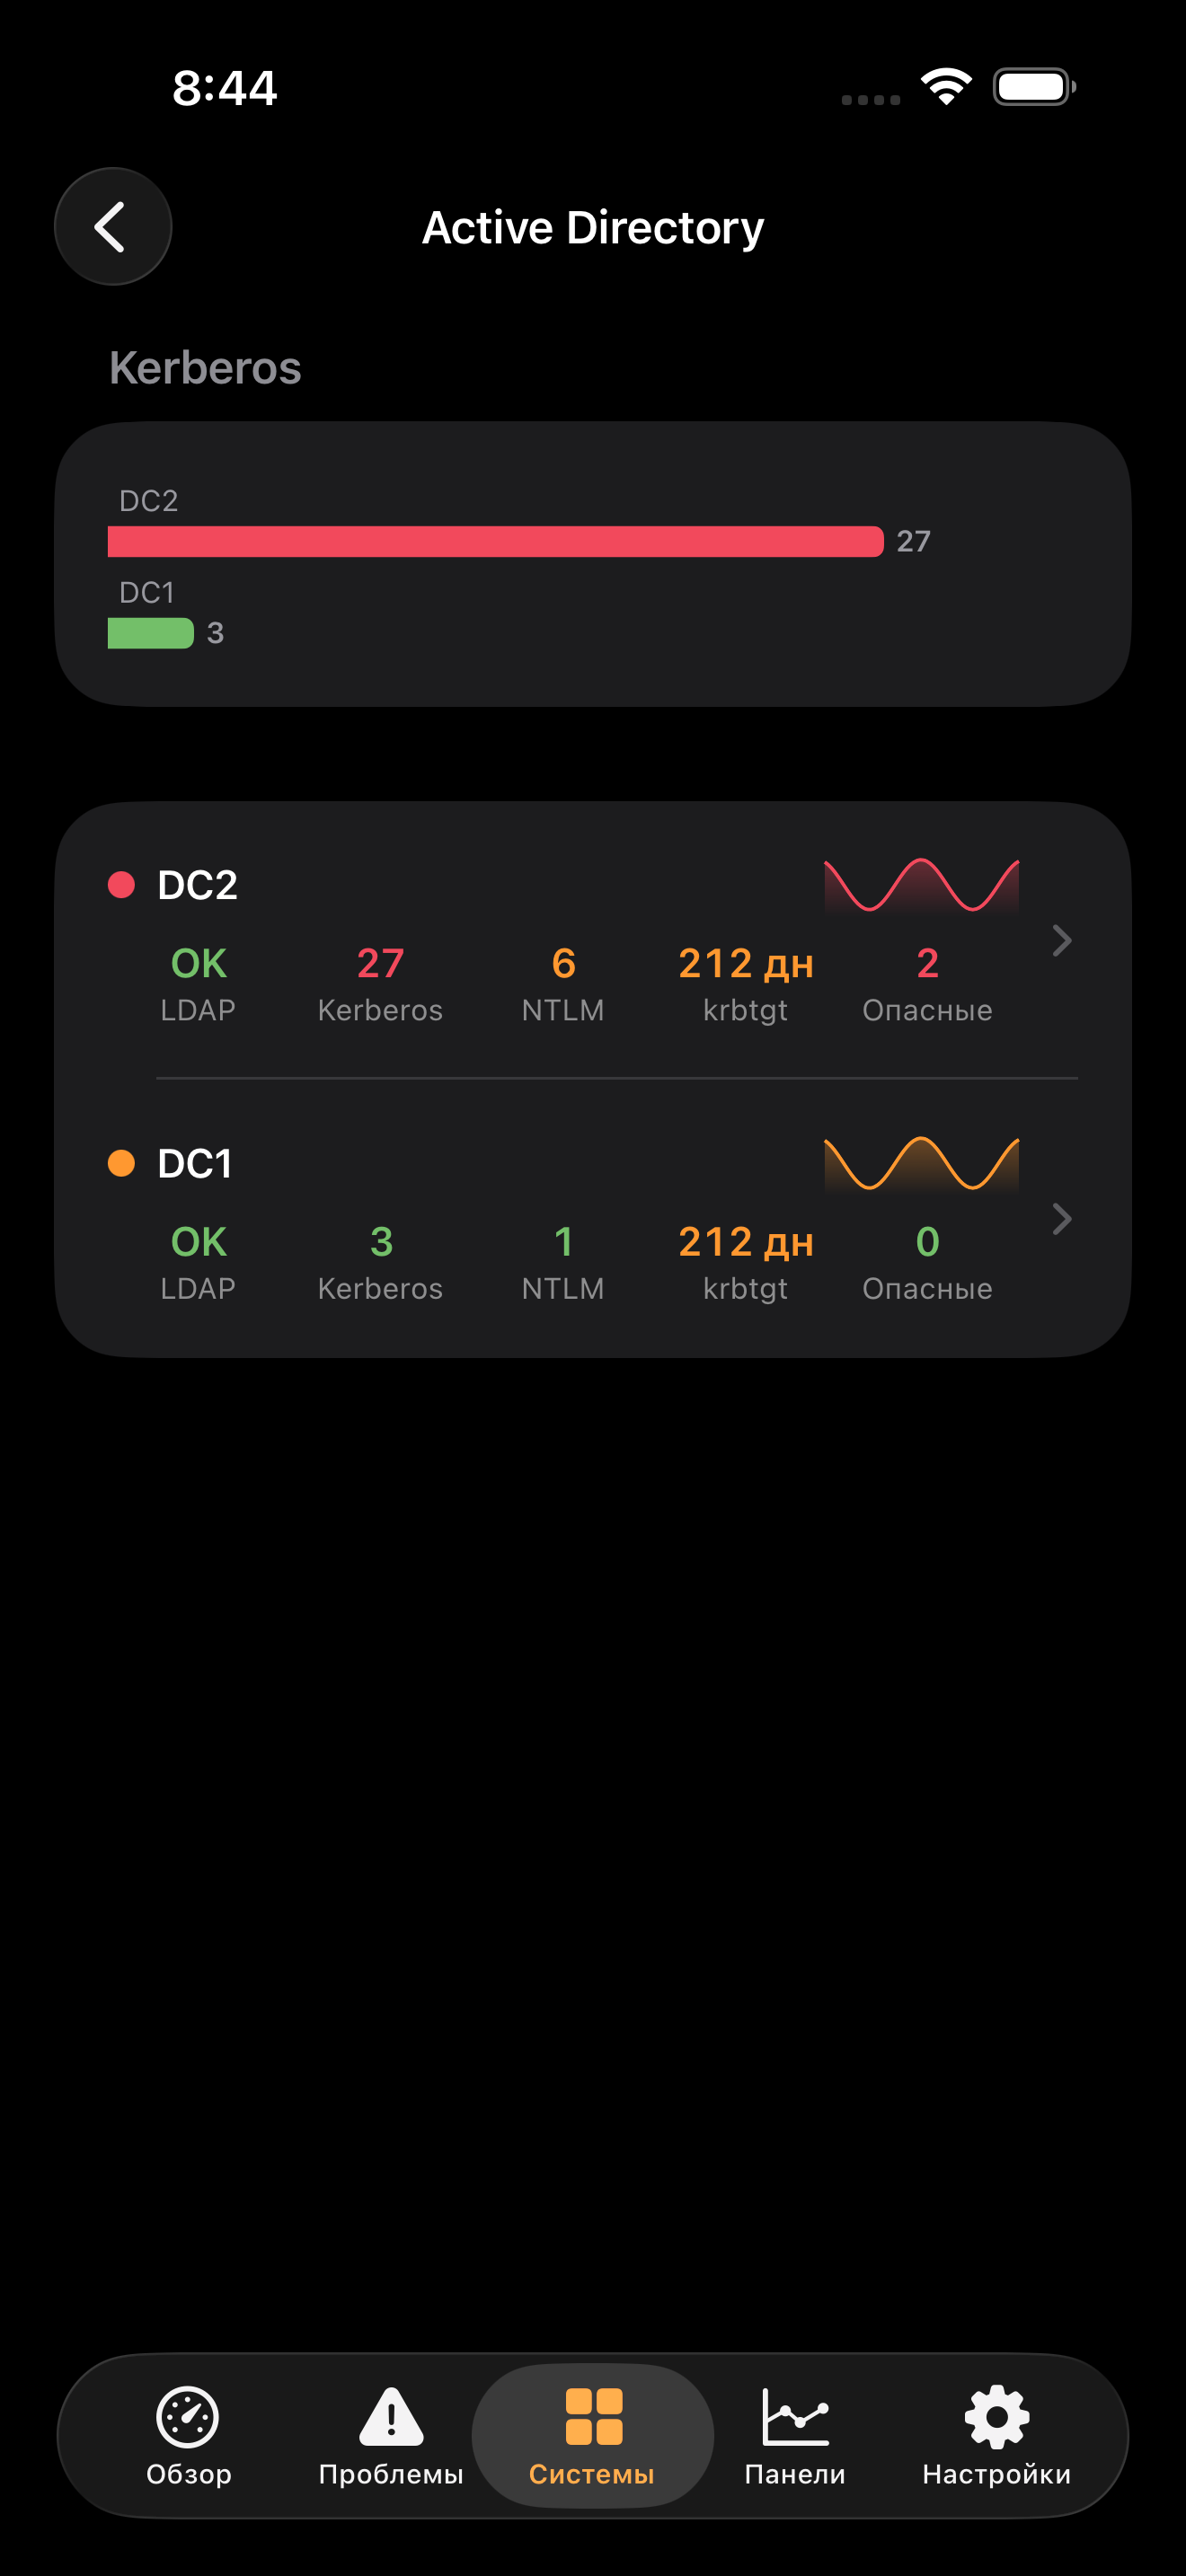 8:44
Active Directory
Kerberos
DC2
27
DC1
3
DC2
OK 27 6 212 дн 2
LDAP Kerberos NTLM krbtgt Опасные
DC1
OK 3 1 212 дн 0
LDAP Kerberos NTLM krbtgt Опасные
Обзор Проблемы Системы Панели Настройки